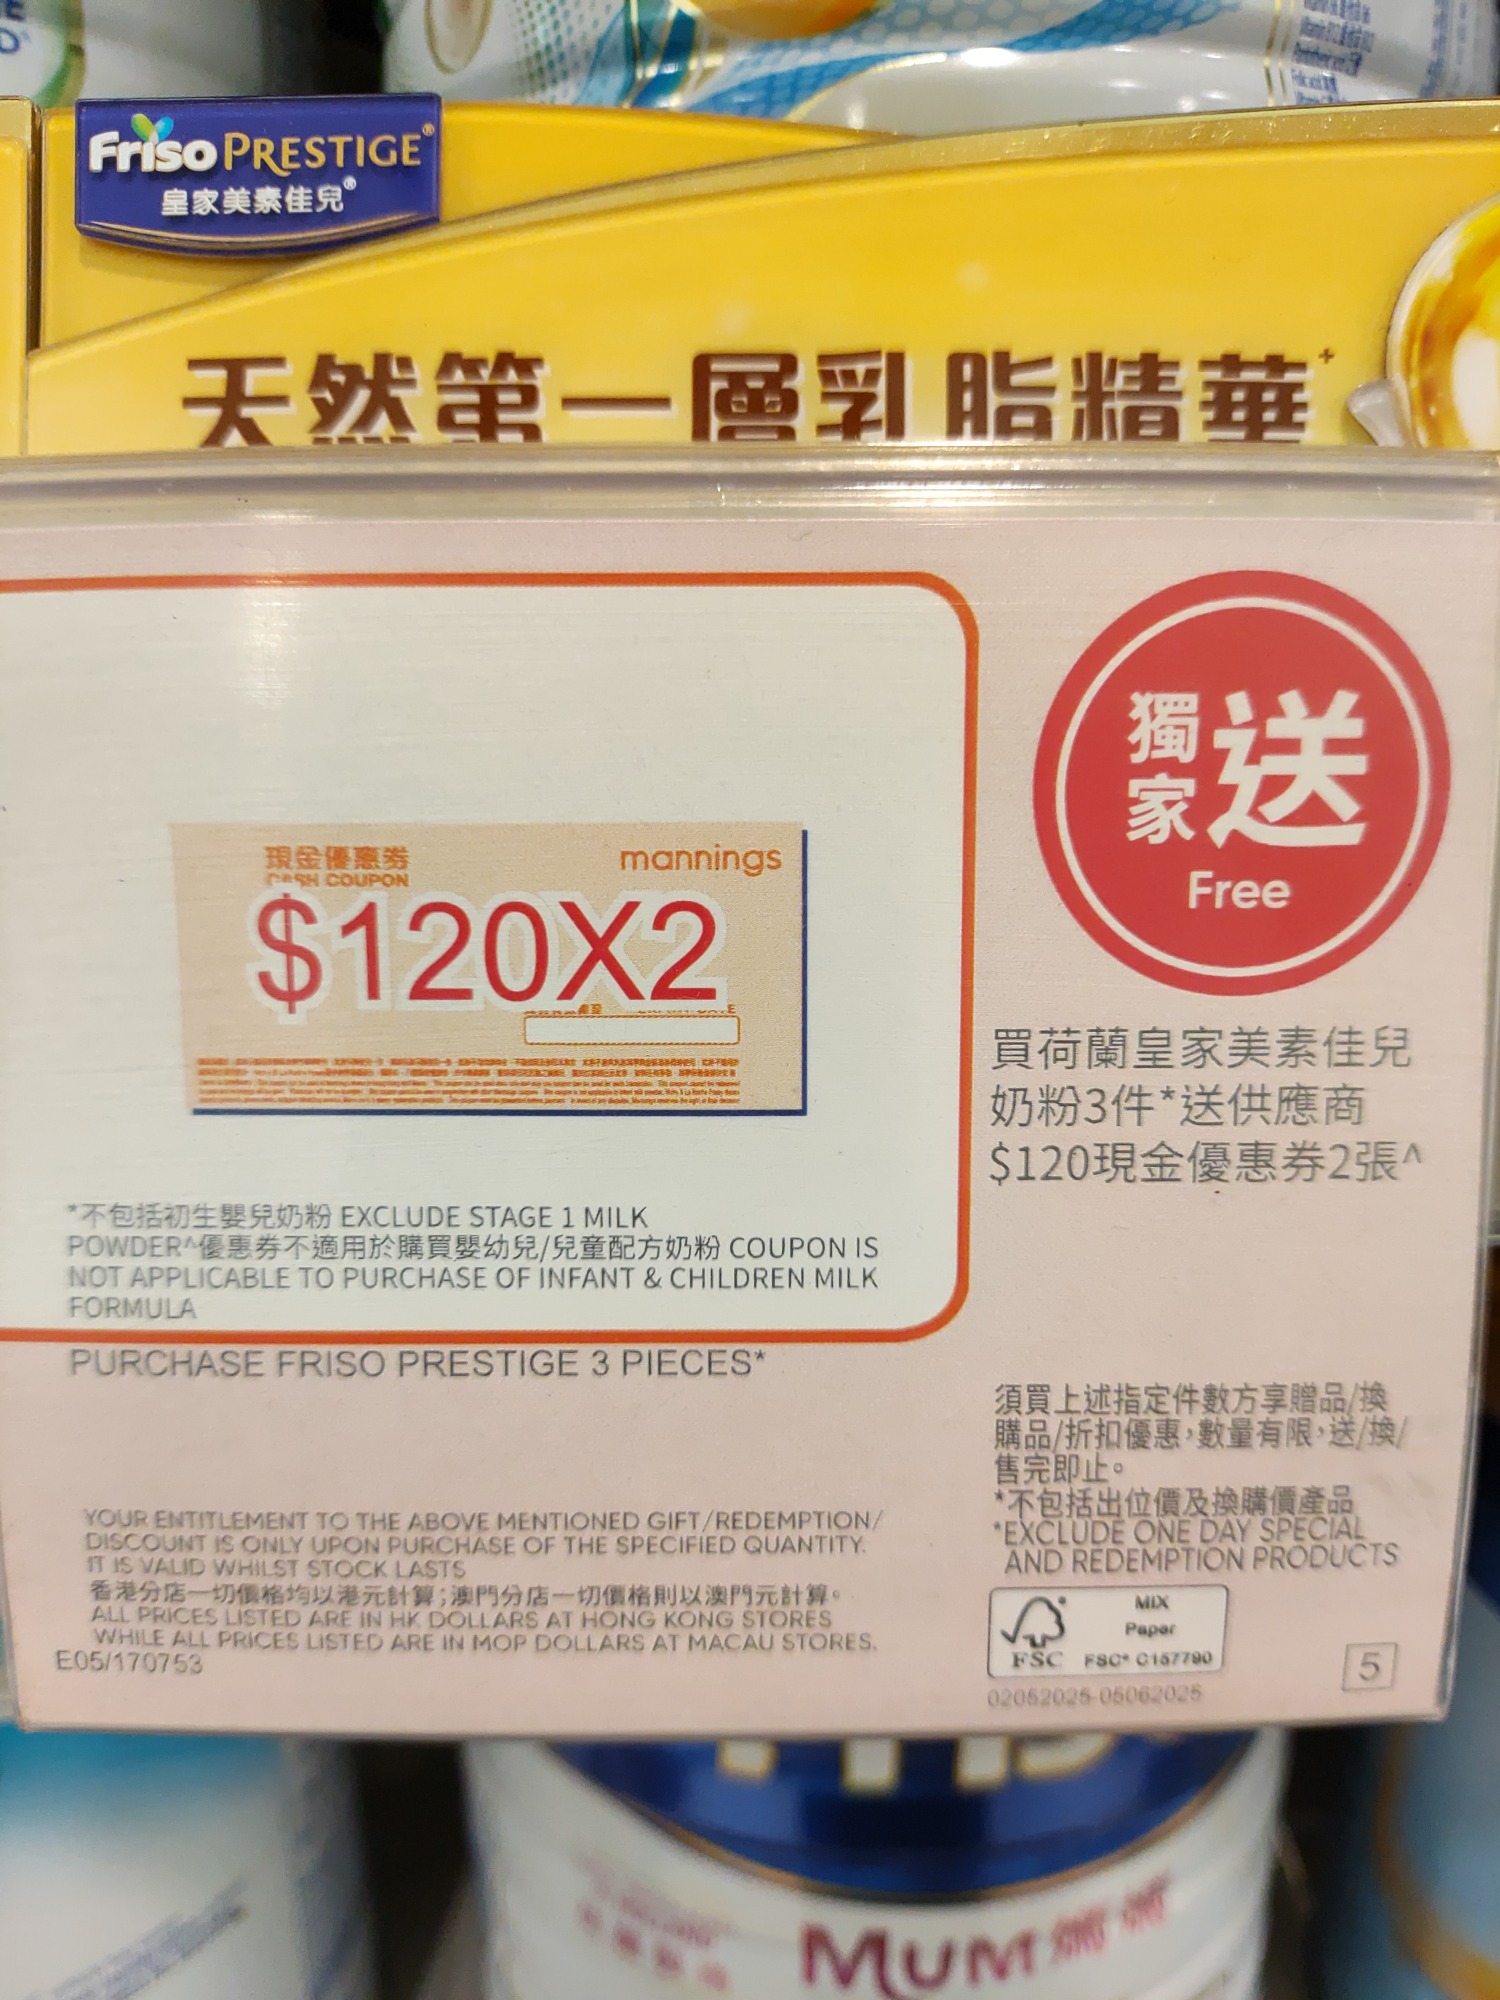 Friso PRESTIGE®
皇家美素佳兒®
天然第一層乳脂精華+
獨家送
Free
現金優惠券
mannings
CASH COUPON
$120X2
買荷蘭皇家美素佳兒
奶粉3件*送供應商
$120現金優惠券2張^
*不包括初生嬰兒奶粉 EXCLUDE STAGE 1 MILK
POWDER^優惠券不適用於購買嬰幼兒/兒童配方奶粉 COUPON IS
NOT APPLICABLE TO PURCHASE OF INFANT & CHILDREN MILK
FORMULA
PURCHASE FRISO PRESTIGE 3 PIECES*
須買上述指定件數方享贈品/換
購品/折扣優惠,數量有限,送/換/
售完即止。
*不包括出位價及換購價產品
*EXCLUDE ONE DAY SPECIAL
AND REDEMPTION PRODUCTS
YOUR ENTITLEMENT TO THE ABOVE MENTIONED GIFT/REDEMPTION/
DISCOUNT IS ONLY UPON PURCHASE OF THE SPECIFIED QUANTITY.
IT IS VALID WHILST STOCK LASTS
香港分店一切價格均以港元計算;澳門分店一切價格則以澳門元計算。
ALL PRICES LISTED ARE IN HK DOLLARS AT HONG KONG STORES
WHILE ALL PRICES LISTED ARE IN MOP DOLLARS AT MACAU STORES.
E05/170753
MIX
Paper
FSC FSC® C157790
5
02052025-05062025
MUM媽媽